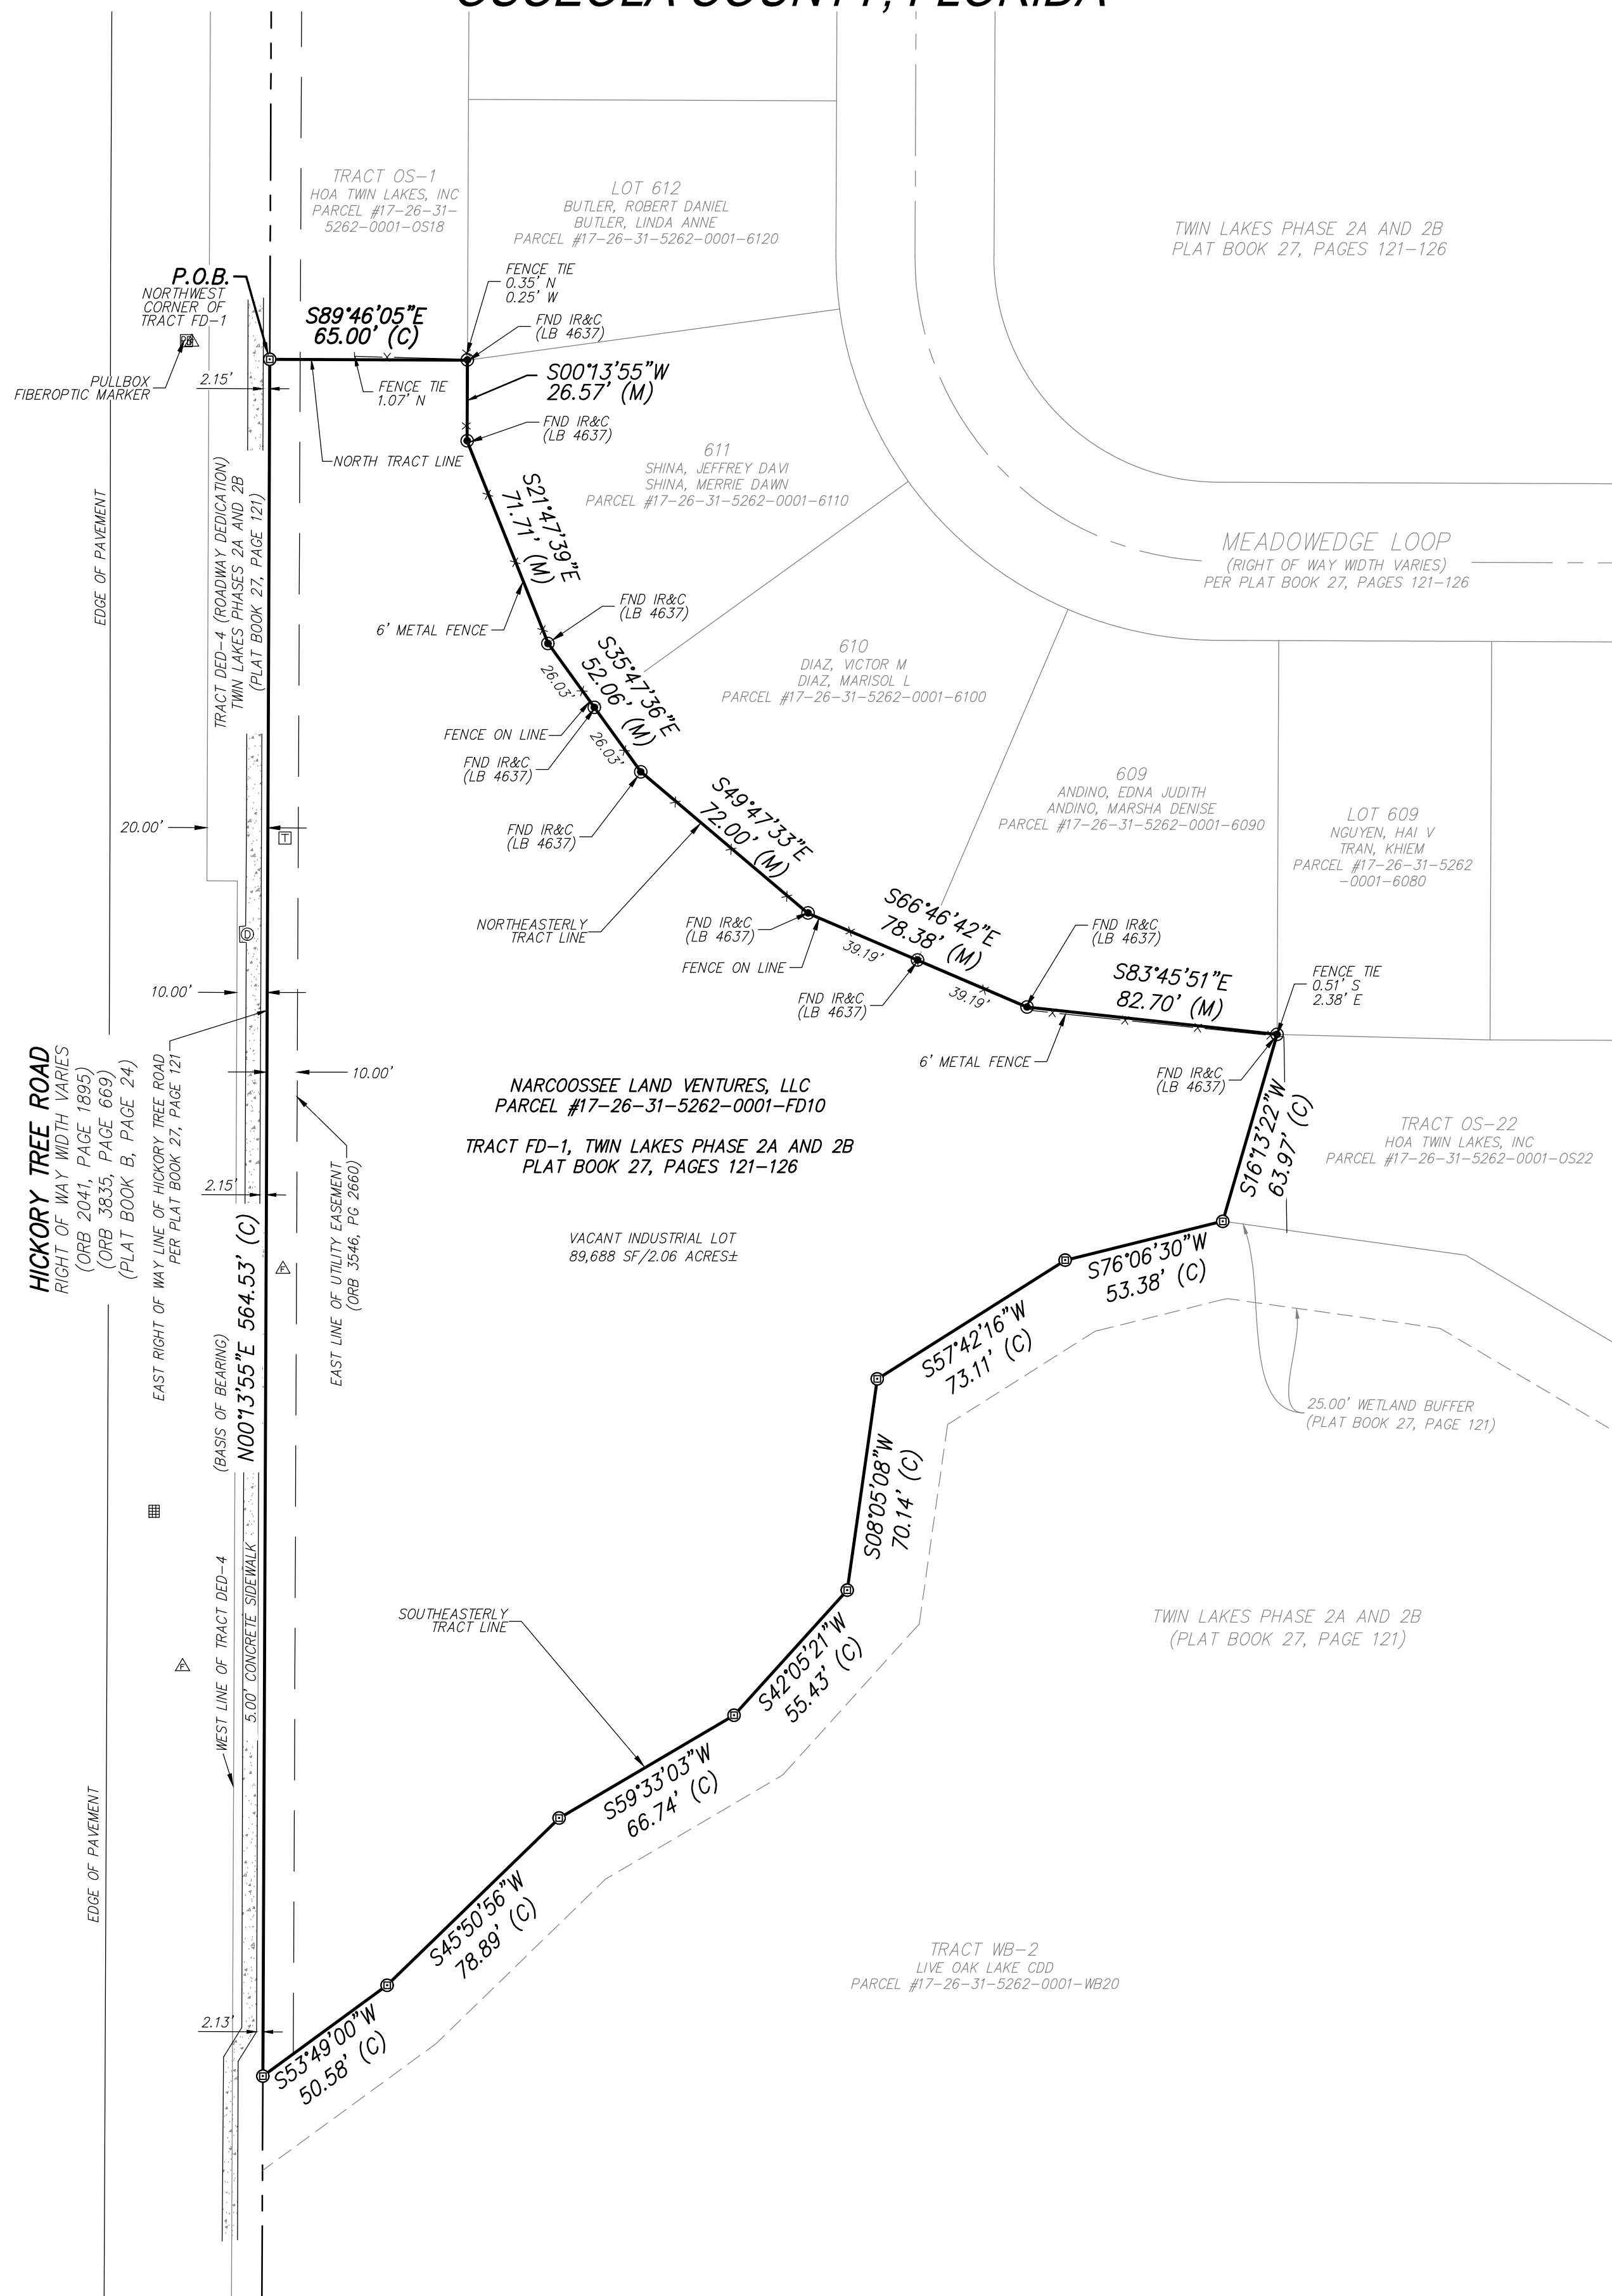 OSCEOLA COUNTY, FLORIDA
TRACT OS-1
HOA TWIN LAKES, INC
PARCEL #17-26-31-
5262-0001-OS18
LOT 612
BUTLER, ROBERT DANIEL
BUTLER, LINDA ANNE
PARCEL #17-26-31-5262-0001-6120
TWIN LAKES PHASE 2A AND 2B
PLAT BOOK 27, PAGES 121-126
P.O.B.
NORTHWEST
CORNER OF
TRACT FD-1
FENCE TIE
0.35' N
0.25' W
S89°46'05"E
65.00' (C)
FND IR&C
(LB 4637)
PULLBOX
FIBEROPTIC MARKER
2.15'
FENCE TIE
1.07' N
S00°13'55"W
26.57' (M)
FND IR&C
(LB 4637)
NORTH TRACT LINE
611
SHINA, JEFFREY DAVI
SHINA, MERRIE DAWN
PARCEL #17-26-31-5262-0001-6110
EDGE OF PAVEMENT
TRACT DED-4 (ROADWAY DEDICATION)
TWIN LAKES PHASES 2A AND 2B
(PLAT BOOK 27, PAGE 121)
S21°47'39"E
71.71' (M)
MEADOWEDGE LOOP
(RIGHT OF WAY WIDTH VARIES)
PER PLAT BOOK 27, PAGES 121-126
6' METAL FENCE
FND IR&C
(LB 4637)
S35°47'36"E
52.06' (M)
26.03'
26.03'
610
DIAZ, VICTOR M
DIAZ, MARISOL L
PARCEL #17-26-31-5262-0001-6100
FENCE ON LINE
FND IR&C
(LB 4637)
FND IR&C
(LB 4637)
S49°47'33"E
72.00' (M)
609
ANDINO, EDNA JUDITH
ANDINO, MARSHA DENISE
PARCEL #17-26-31-5262-0001-6090
LOT 609
NGUYEN, HAI V
TRAN, KHIEM
PARCEL #17-26-31-5262
-0001-6080
20.00'
T
D
NORTHEASTERLY
TRACT LINE
FND IR&C
(LB 4637)
FENCE ON LINE
S66°46'42"E
78.38' (M)
39.19'
39.19'
FND IR&C
(LB 4637)
FND IR&C
(LB 4637)
S83°45'51"E
82.70' (M)
FENCE TIE
0.51' S
2.38' E
10.00'
6' METAL FENCE
FND IR&C
(LB 4637)
10.00'
HICKORY TREE ROAD
RIGHT OF WAY WIDTH VARIES
(ORB 2041, PAGE 1895)
(ORB 3835, PAGE 669)
(PLAT BOOK B, PAGE 24)
EAST RIGHT OF WAY LINE OF HICKORY TREE ROAD
PER PLAT BOOK 27, PAGE 121
NARCOOSSEE LAND VENTURES, LLC
PARCEL #17-26-31-5262-0001-FD10
TRACT FD-1, TWIN LAKES PHASE 2A AND 2B
PLAT BOOK 27, PAGES 121-126
S16°13'22"W
63.97' (C)
TRACT OS-22
HOA TWIN LAKES, INC
PARCEL #17-26-31-5262-0001-OS22
2.15'
EAST LINE OF UTILITY EASEMENT
(ORB 3546, PG 2660)
VACANT INDUSTRIAL LOT
89,688 SF/2.06 ACRES±
F
(BASIS OF BEARING)
N00°13'55"E 564.53' (C)
S76°06'30"W
53.38' (C)
S57°42'16"W
73.11' (C)
25.00' WETLAND BUFFER
(PLAT BOOK 27, PAGE 121)
S08°05'08"W
70.14' (C)
WEST LINE OF TRACT DED-4
5.00' CONCRETE SIDEWALK
F
SOUTHEASTERLY
TRACT LINE
S42°05'21"W
55.43' (C)
TWIN LAKES PHASE 2A AND 2B
(PLAT BOOK 27, PAGE 121)
S59°33'03"W
66.74' (C)
EDGE OF PAVEMENT
S45°50'56"W
78.89' (C)
TRACT WB-2
LIVE OAK LAKE CDD
PARCEL #17-26-31-5262-0001-WB20
2.13'
S53°49'00"W
50.58' (C)